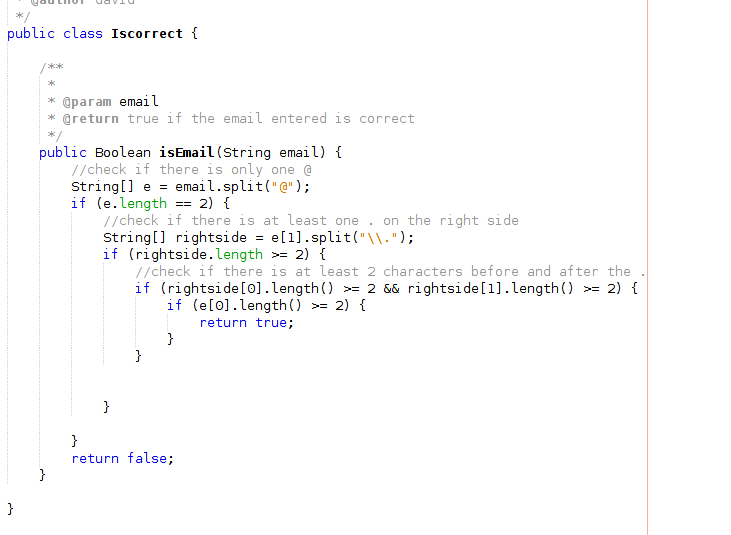 * @author david
*/
public class Iscorrect {
/**
*
* @param email
* @return true if the email entered is correct
*/
public Boolean isEmail(String email) {
//check if there is only one @
String[] e = email.split("@");
if (e.length == 2) {
//check if there is at least one . on the right side
String[] rightside = e[1].split("\\.");
if (rightside.length >= 2) {
//check if there is at least 2 characters before and after the .
if (rightside[0].length() >= 2 && rightside[1].length() >= 2) {
if (e[0].length() >= 2) {
return true;
}
}
}
}
return false;
}
}